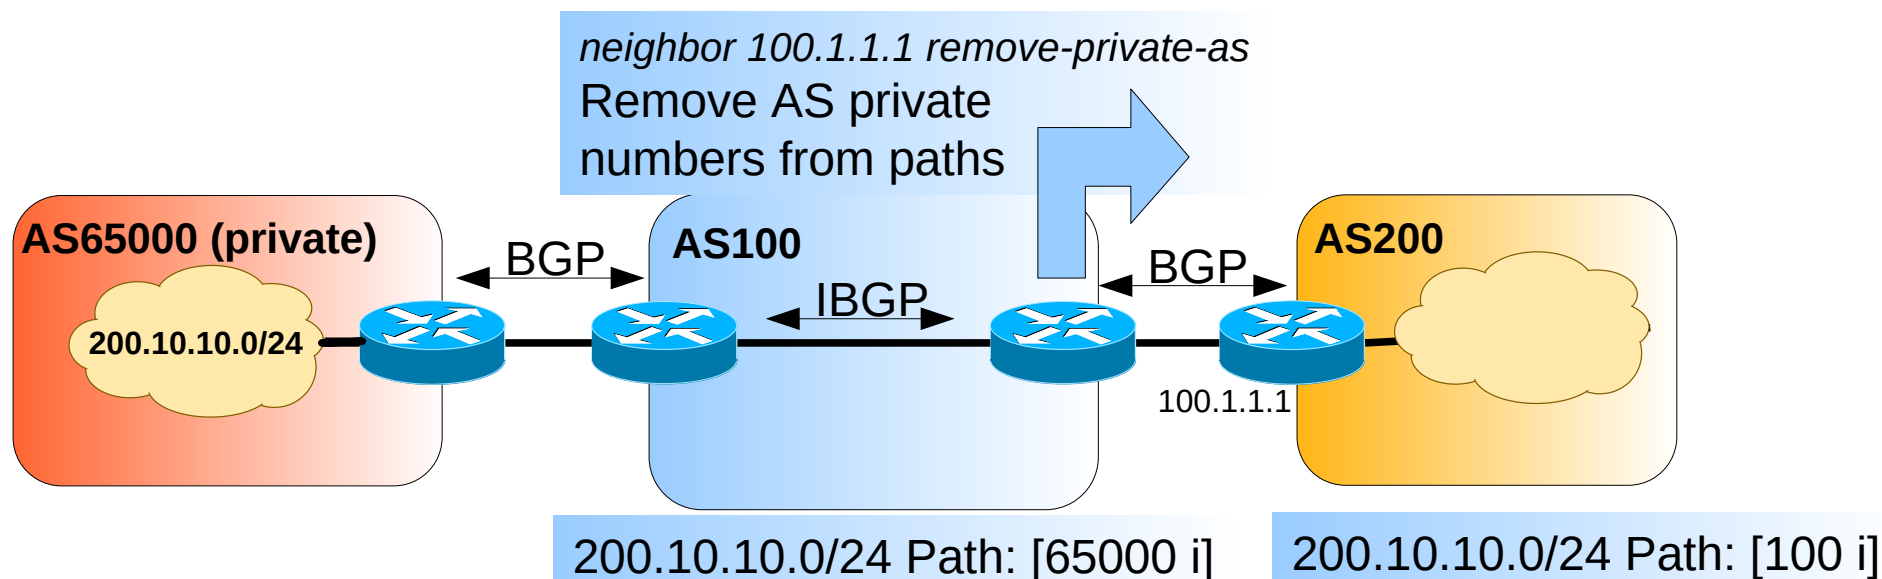 neighbor 100.1.1.1 remove-private-as
Remove AS private
numbers from paths
AS65000 (private)
BGP
AS100
BGP
AS200
IBGP
200.10.10.0/24
100.1.1.1
200.10.10.0/24 Path: [65000 i]
200.10.10.0/24 Path: [100 i]